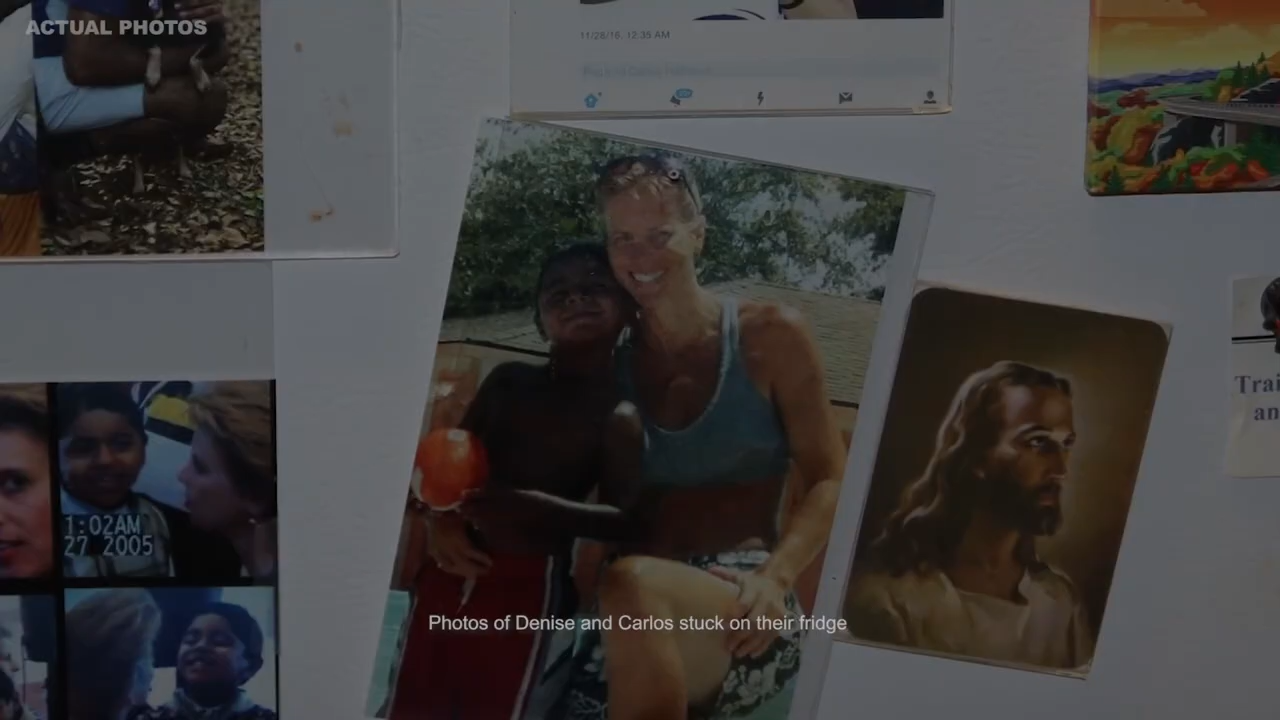 ACTUAL PHOTOS
11/28/16, 12:35 AM
Trai
an
1:02AM
27 2005
Photos of Denise and Carlos stuck on their fridge